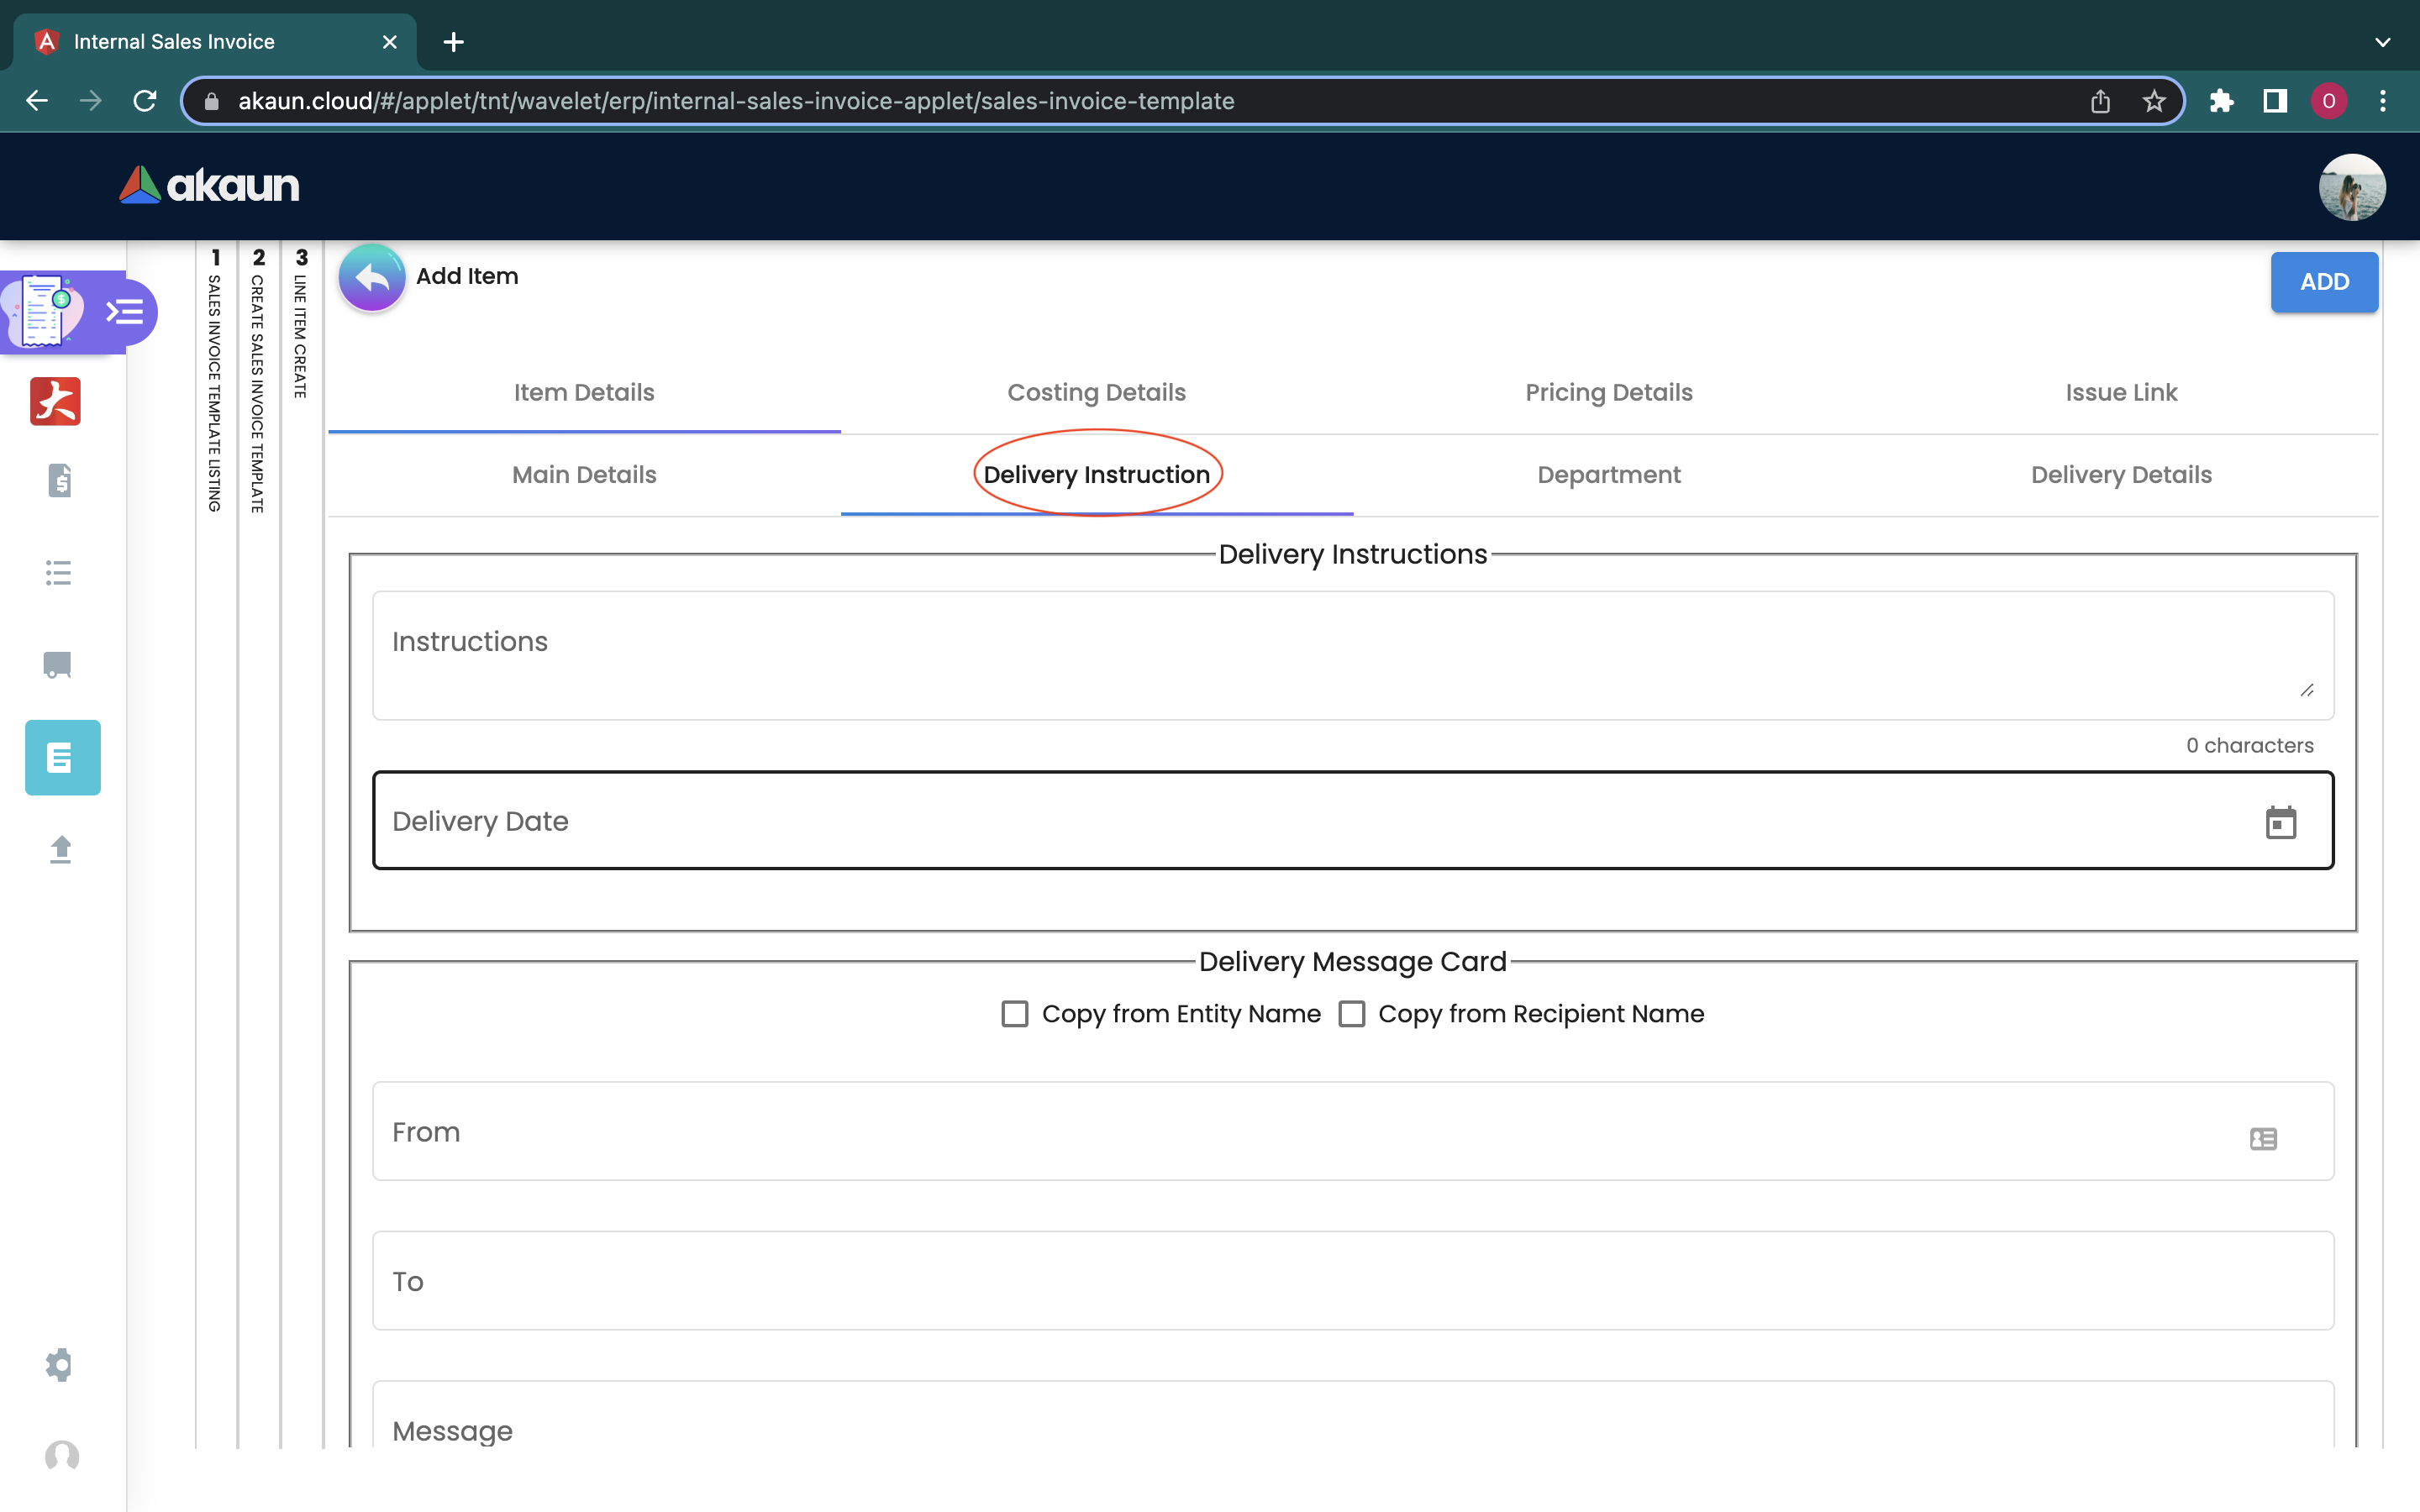 Internal Sales Invoice
akaun.cloud/#/applet/tnt/wavelet/erp/internal-sales-invoice-applet/sales-invoice-template
O
akaun
1 SALES INVOICE TEMPLATE LISTING
2 CREATE SALES INVOICE TEMPLATE
3 LINE ITEM CREATE
Add Item
ADD
Item Details Costing Details Pricing Details Issue Link
Main Details Delivery Instruction Department Delivery Details
Delivery Instructions
Instructions
0 characters
Delivery Date
Delivery Message Card
Copy from Entity Name Copy from Recipient Name
From
To
Message